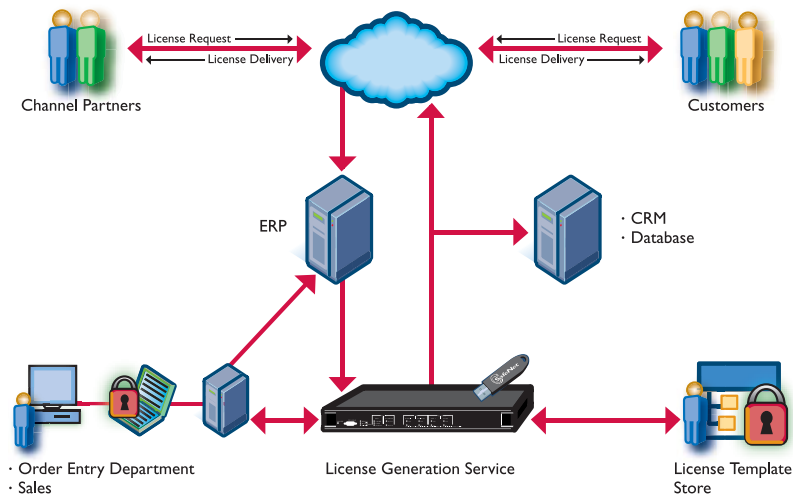 License Request
License Delivery
License Request
License Delivery
Channel Partners
Customers
ERP
· CRM
· Database
SafeNet
· Order Entry Department
· Sales
License Generation Service
License Template
Store